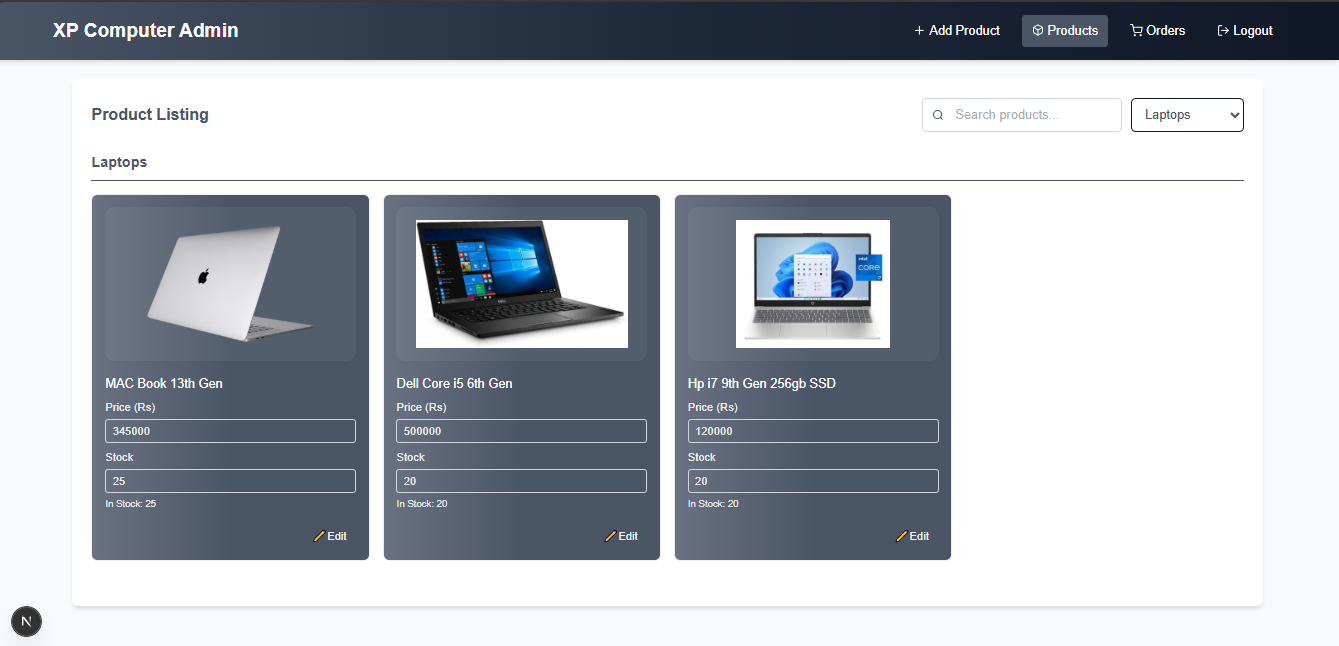 XP Computer Admin
+ Add Product
Products
Orders
Logout
Product Listing
Search products...
Laptops
Laptops
MAC Book 13th Gen
Price (Rs)
345000
Stock
25
In Stock: 25
Edit
Dell Core i5 6th Gen
Price (Rs)
500000
Stock
20
In Stock: 20
Edit
intel
CORE
Hp i7 9th Gen 256gb SSD
Price (Rs)
120000
Stock
20
In Stock: 20
Edit
N